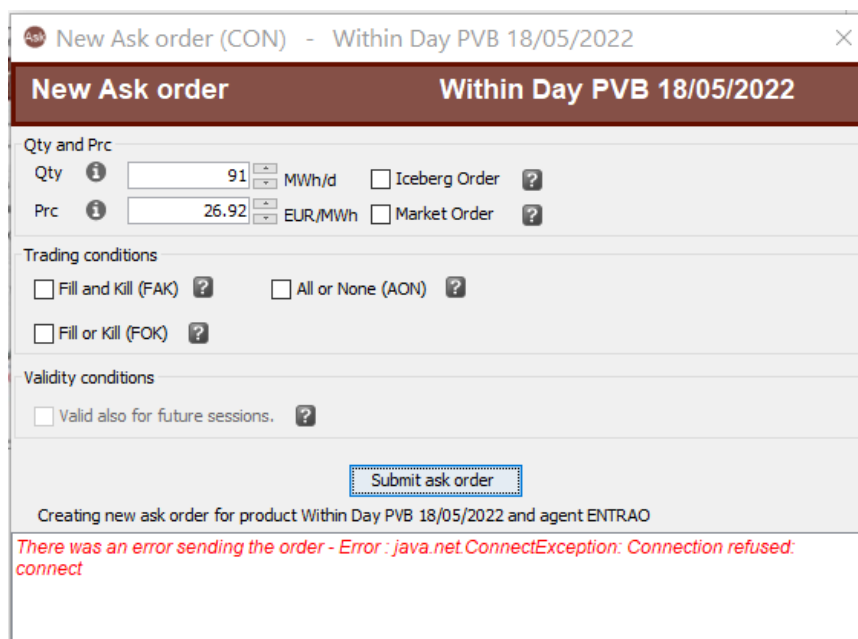 Ask New Ask order (CON) - Within Day PVB 18/05/2022
New Ask order Within Day PVB 18/05/2022
Qty and Prc
Qty 91 MWh/d Iceberg Order ?
Prc 26.92 EUR/MWh Market Order ?
Trading conditions
Fill and Kill (FAK) ? All or None (AON) ?
Fill or Kill (FOK) ?
Validity conditions
Valid also for future sessions. ?
Submit ask order
Creating new ask order for product Within Day PVB 18/05/2022 and agent ENTRAO
There was an error sending the order - Error : java.net.ConnectException: Connection refused:
connect